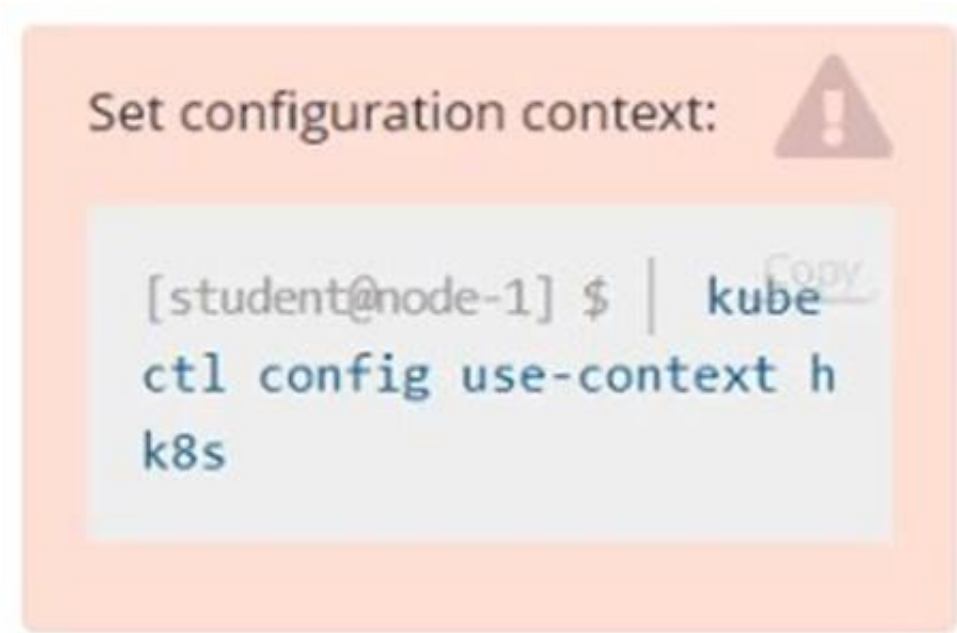 Set configuration context:
Copy
[student@node-1] $ | kube
ctl config use-context h
k8s